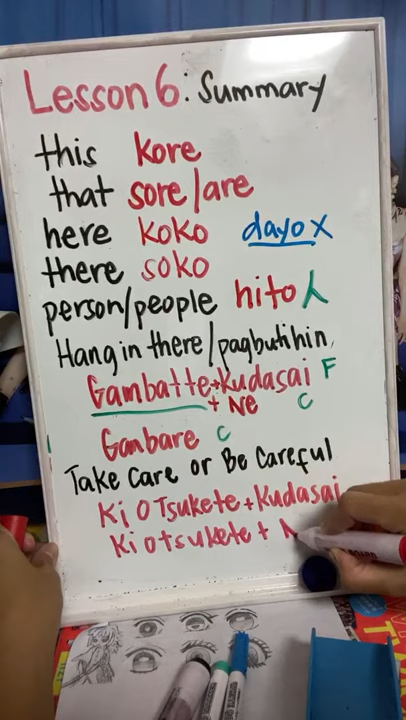 Lesson 6: Summary
this kore
that sore/are
here koko dayo x
there soko
person/people hito 人
Hang in there/pagbutihin,
Gambatte+Kudasai F
+ Ne C
Ganbare C
Take Care or Be Careful
Ki O Tsukete+Kudasai
Ki otsukete +
BOARD